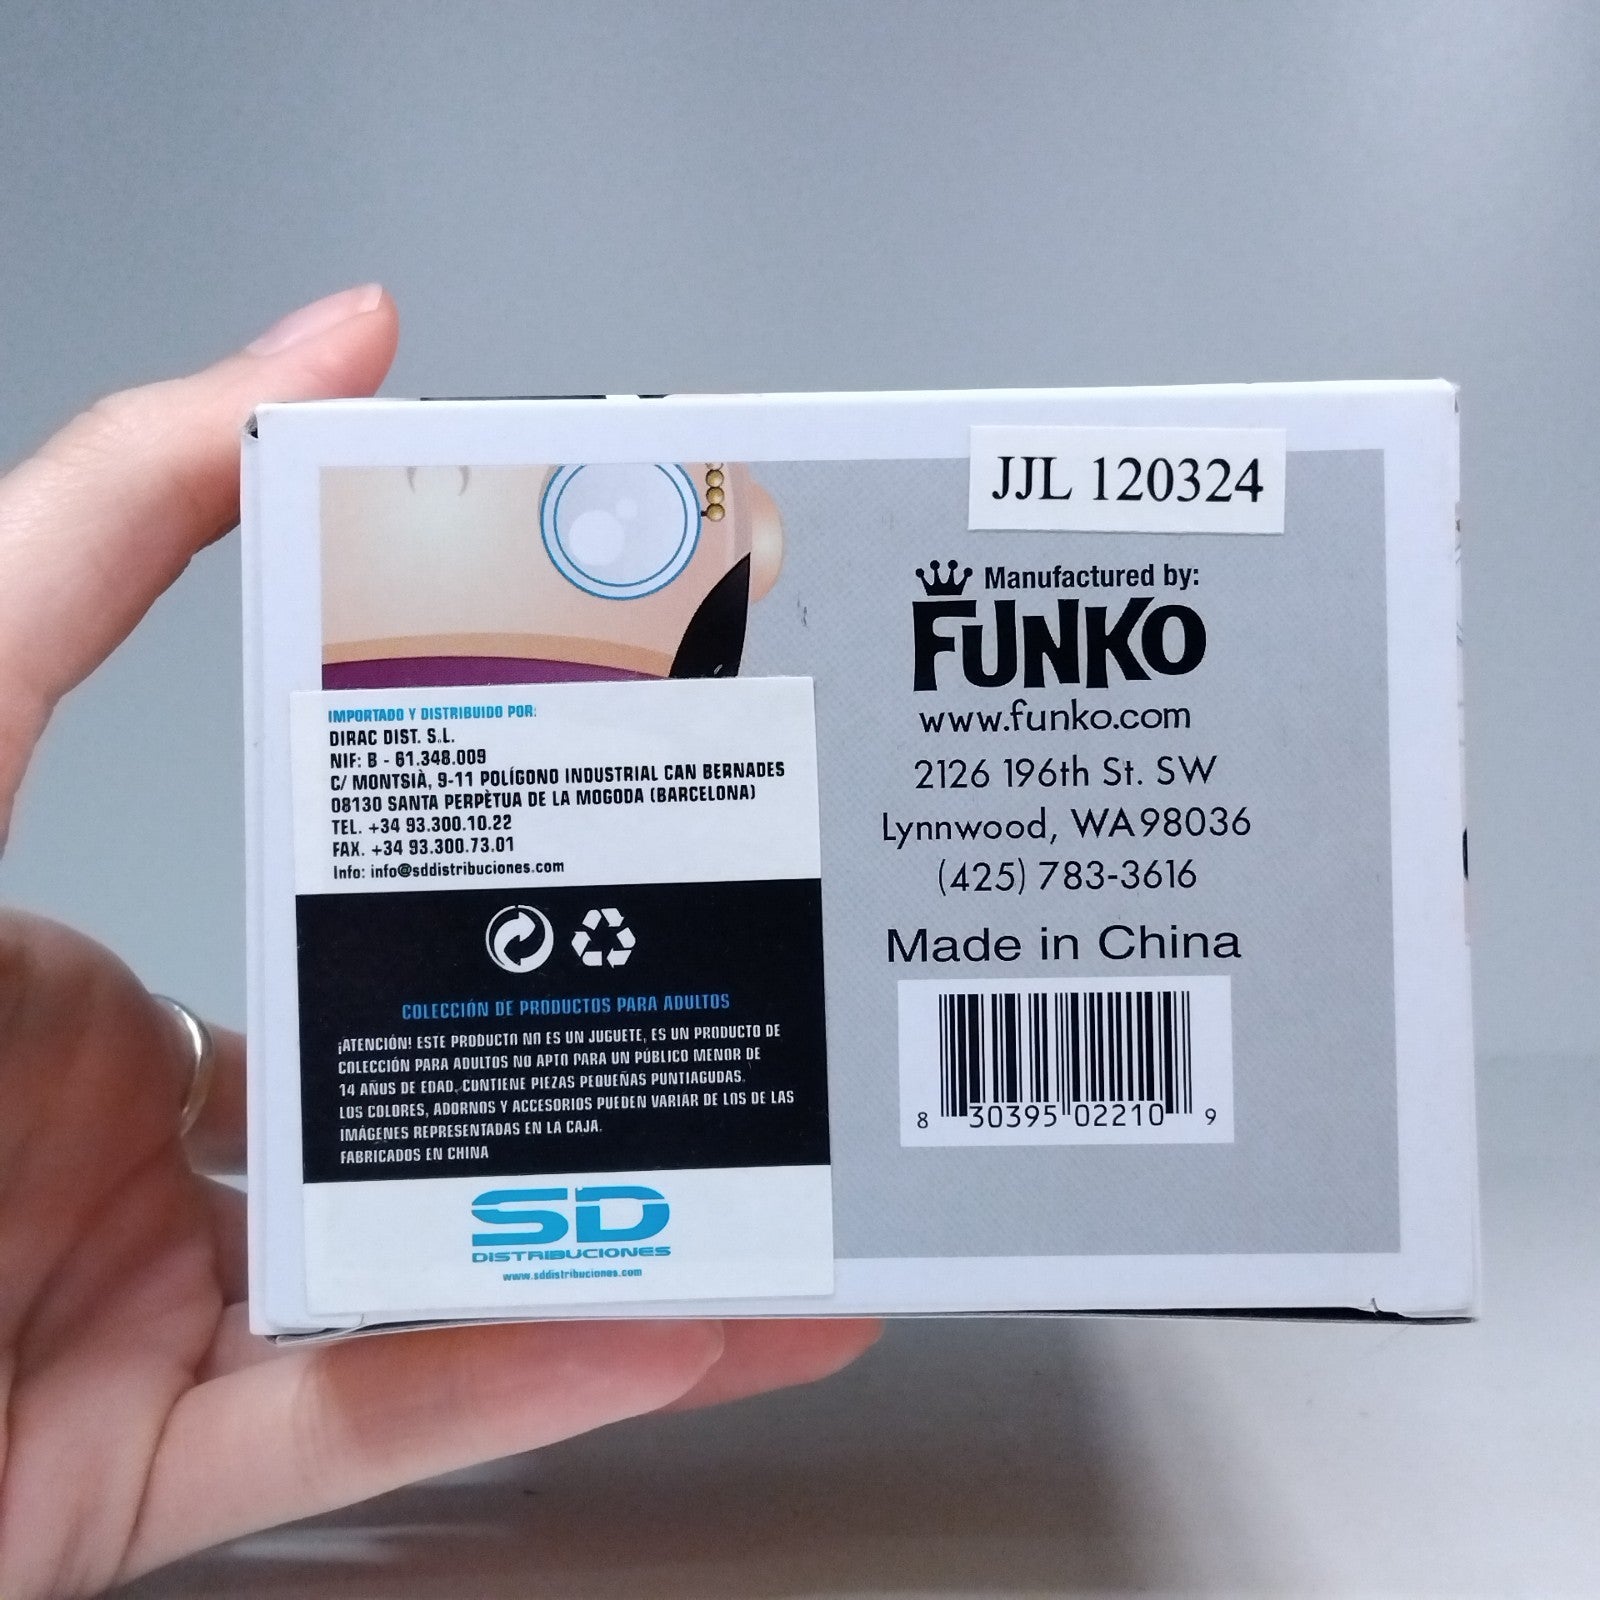 JJL 120324
Manufactured by:
FUNKO
www.funko.com
2126 196th St. SW
Lynnwood, WA98036
(425) 783-3616
Made in China
8 30395 02210 9
IMPORTADO Y DISTRIBUIDO POR:
DIRAC DIST. S.L.
NIF: B - 61.348.009
C/ MONTSIÀ, 9-11 POLÍGONO INDUSTRIAL CAN BERNADES
08130 SANTA PERPÈTUA DE LA MOGODA (BARCELONA)
TEL. +34 93.300.10.22
FAX. +34 93.300.73.01
Info: info@sddistribuciones.com
COLECCIÓN DE PRODUCTOS PARA ADULTOS
¡ATENCIÓN! ESTE PRODUCTO NO ES UN JUGUETE, ES UN PRODUCTO DE
COLECCIÓN PARA ADULTOS NO APTO PARA UN PÚBLICO MENOR DE
14 AÑOS DE EDAD. CONTIENE PIEZAS PEQUEÑAS PUNTIAGUDAS.
LOS COLORES, ADORNOS Y ACCESORIOS PUEDEN VARIAR DE LOS DE LAS
IMÁGENES REPRESENTADAS EN LA CAJA.
FABRICADOS EN CHINA
SD
DISTRIBUCIONES
www.sddistribuciones.com